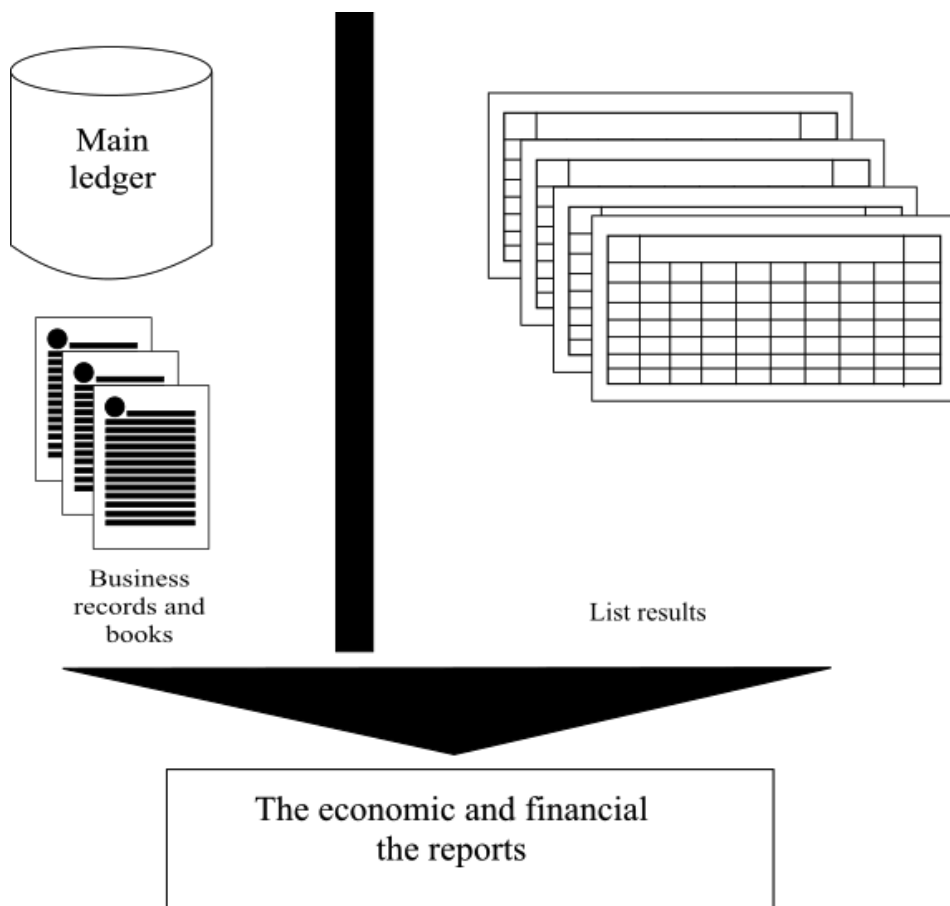 Main
ledger
Business
records and
books
List results
The economic and financial
the reports